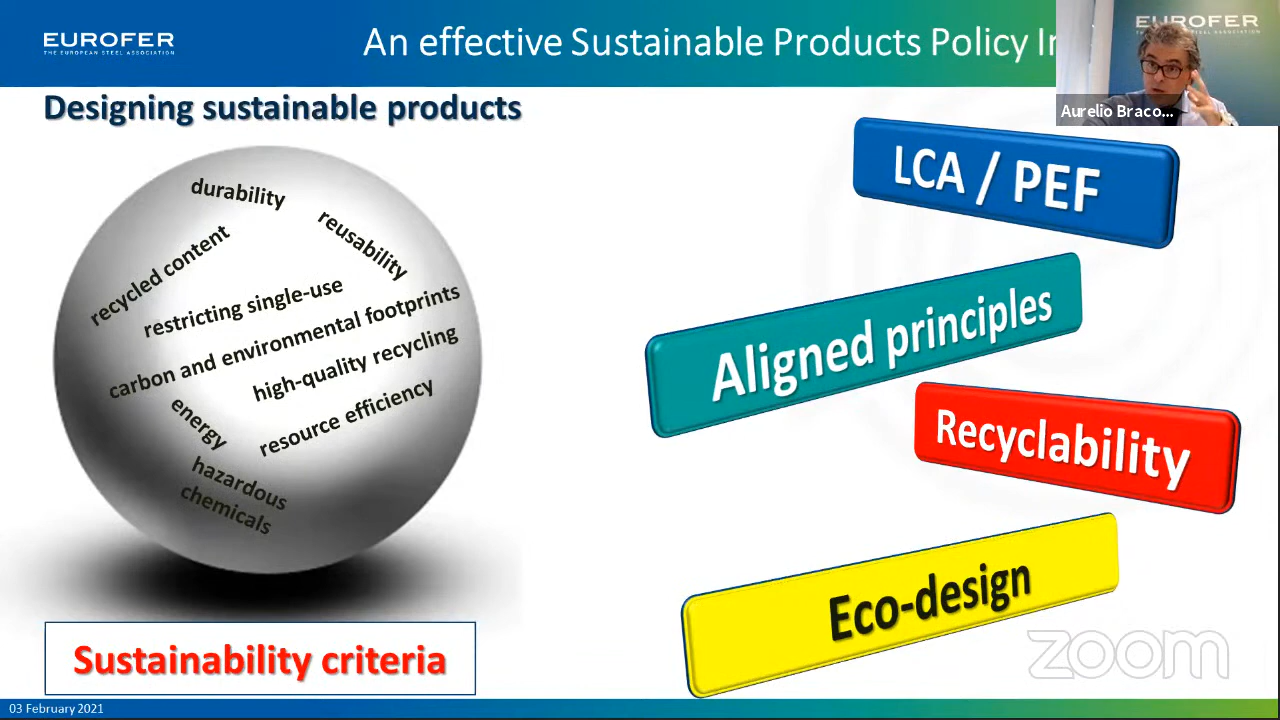 EUROFER
THE EUROPEAN STEEL ASSOCIATION
An effective Sustainable Products Policy
EUROFER
Aurelio Braco...
Designing sustainable products
durability
reusability
recycled content
restricting single-use
carbon and environmental footprints
high-quality recycling
energy
resource efficiency
hazardous
chemicals
Sustainability criteria
LCA / PEF
Aligned principles
Recyclability
Eco-design
zoom
03 February 2021